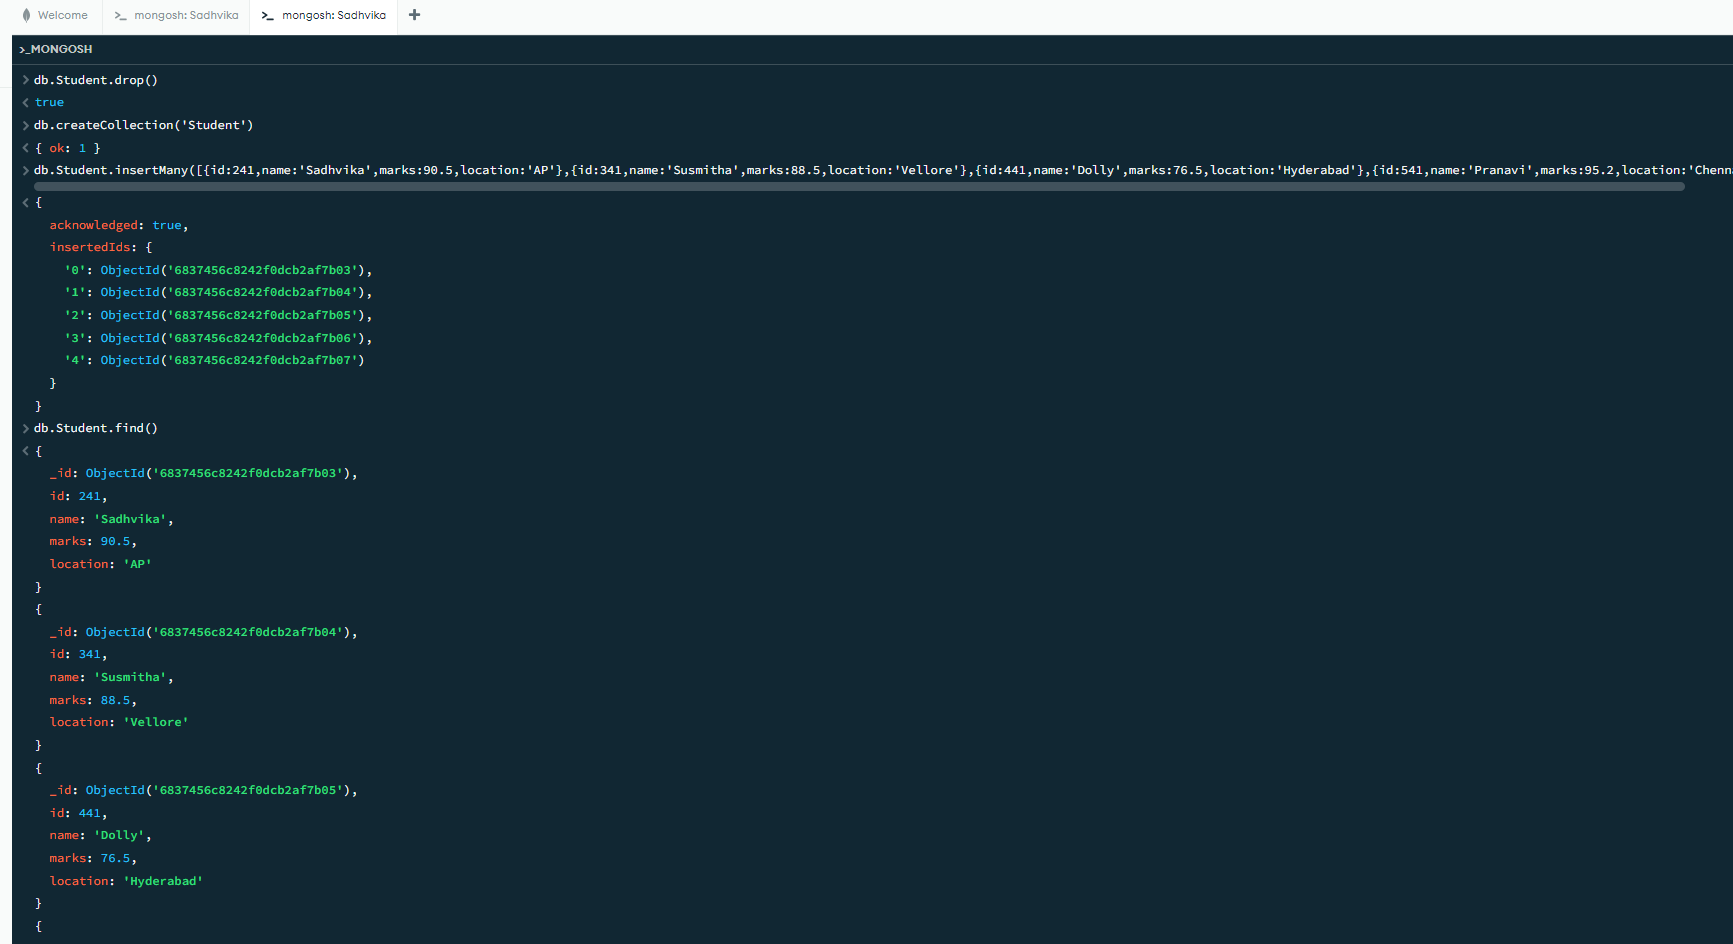 Welcome >_ mongosh: Sadhvika >_ mongosh: Sadhvika +
>_MONGOSH
> db.Student.drop()
< true
> db.createCollection('Student')
< { ok: 1 }
> db.Student.insertMany([{id:241,name:'Sadhvika',marks:90.5,location:'AP'},{id:341,name:'Susmitha',marks:88.5,location:'Vellore'},{id:441,name:'Dolly',marks:76.5,location:'Hyderabad'},{id:541,name:'Pranavi',marks:95.2,location:'Chenn
< {
acknowledged: true,
insertedIds: {
'0': ObjectId('6837456c8242f0dcb2af7b03'),
'1': ObjectId('6837456c8242f0dcb2af7b04'),
'2': ObjectId('6837456c8242f0dcb2af7b05'),
'3': ObjectId('6837456c8242f0dcb2af7b06'),
'4': ObjectId('6837456c8242f0dcb2af7b07')
}
}
> db.Student.find()
< {
_id: ObjectId('6837456c8242f0dcb2af7b03'),
id: 241,
name: 'Sadhvika',
marks: 90.5,
location: 'AP'
}
{
_id: ObjectId('6837456c8242f0dcb2af7b04'),
id: 341,
name: 'Susmitha',
marks: 88.5,
location: 'Vellore'
}
{
_id: ObjectId('6837456c8242f0dcb2af7b05'),
id: 441,
name: 'Dolly',
marks: 76.5,
location: 'Hyderabad'
}
{